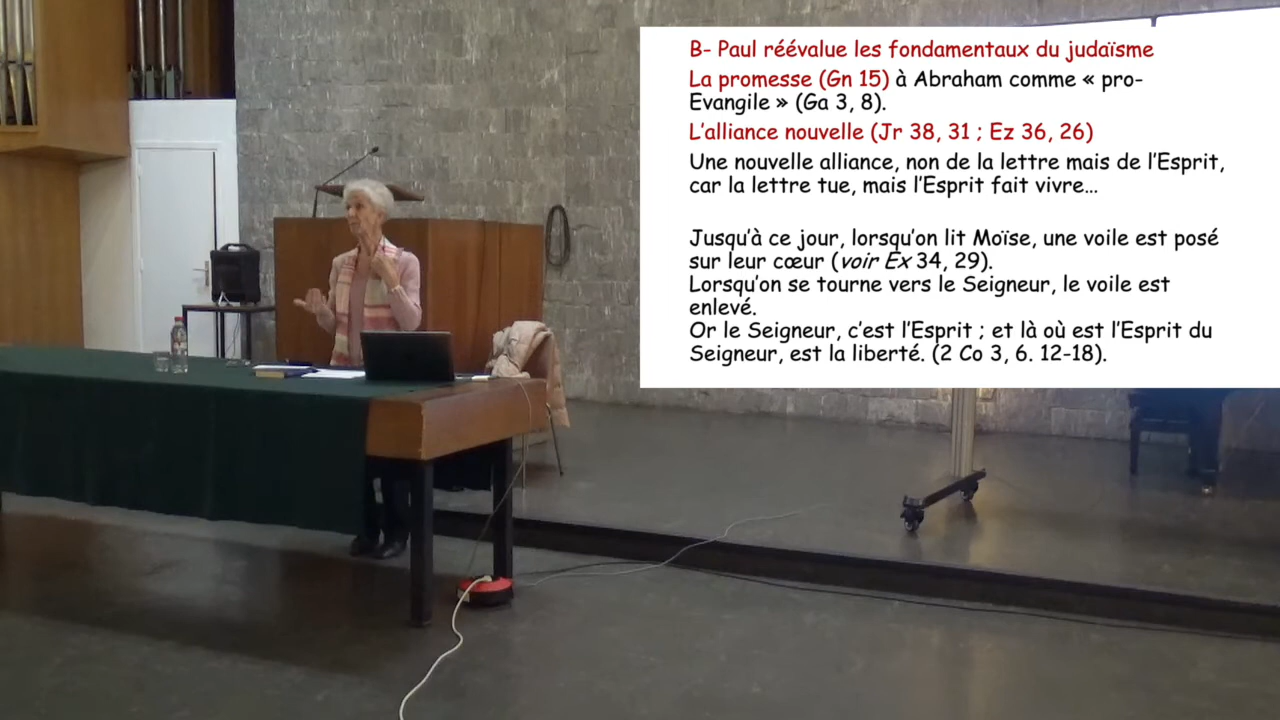 B- Paul réévalue les fondamentaux du judaïsme
La promesse (Gn 15) à Abraham comme « pro-
Evangile » (Ga 3, 8).
L'alliance nouvelle (Jr 38, 31 ; Ez 36, 26)
Une nouvelle alliance, non de la lettre mais de l'Esprit,
car la lettre tue, mais l'Esprit fait vivre…
Jusqu'à ce jour, lorsqu'on lit Moïse, une voile est posé
sur leur cœur (voir Ex 34, 29).
Lorsqu'on se tourne vers le Seigneur, le voile est
enlevé.
Or le Seigneur, c'est l'Esprit ; et là où est l'Esprit du
Seigneur, est la liberté. (2 Co 3, 6. 12-18).